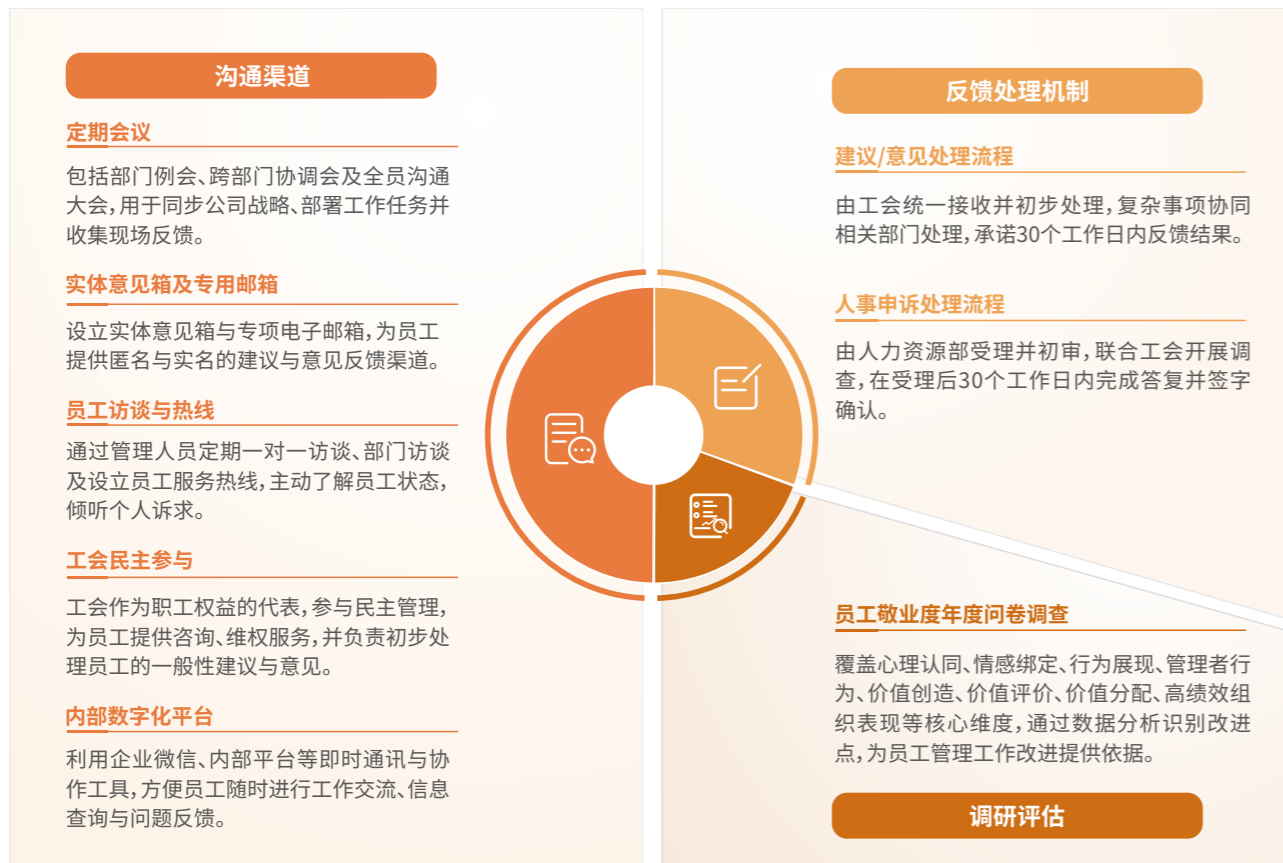 沟通渠道
定期会议
包括部门例会、跨部门协调会及全员沟通
大会，用于同步公司战略、部署工作任务并
收集现场反馈。
实体意见箱及专用邮箱
设立实体意见箱与专项电子邮箱，为员工
提供匿名与实名的建议与意见反馈渠道。
员工访谈与热线
通过管理人员定期一对一访谈、部门访谈
及设立员工服务热线，主动了解员工状态，
倾听个人诉求。
工会民主参与
工会作为职工权益的代表，参与民主管理，
为员工提供咨询、维权服务，并负责初步处
理员工的一般性建议与意见。
内部数字化平台
利用企业微信、内部平台等即时通讯与协
作工具，方便员工随时进行工作交流、信息
查询与问题反馈。
反馈处理机制
建议/意见处理流程
由工会统一接收并初步处理，复杂事项协同
相关部门处理，承诺30个工作日内反馈结果。
人事申诉处理流程
由人力资源部受理并初审，联合工会开展调
查，在受理后30个工作日内完成答复并签字
确认。
员工敬业度年度问卷调查
覆盖心理认同、情感绑定、行为展现、管理者行
为、价值创造、价值评价、价值分配、高绩效组
织表现等核心维度，通过数据分析识别改进
点，为员工管理工作改进提供依据。
调研评估